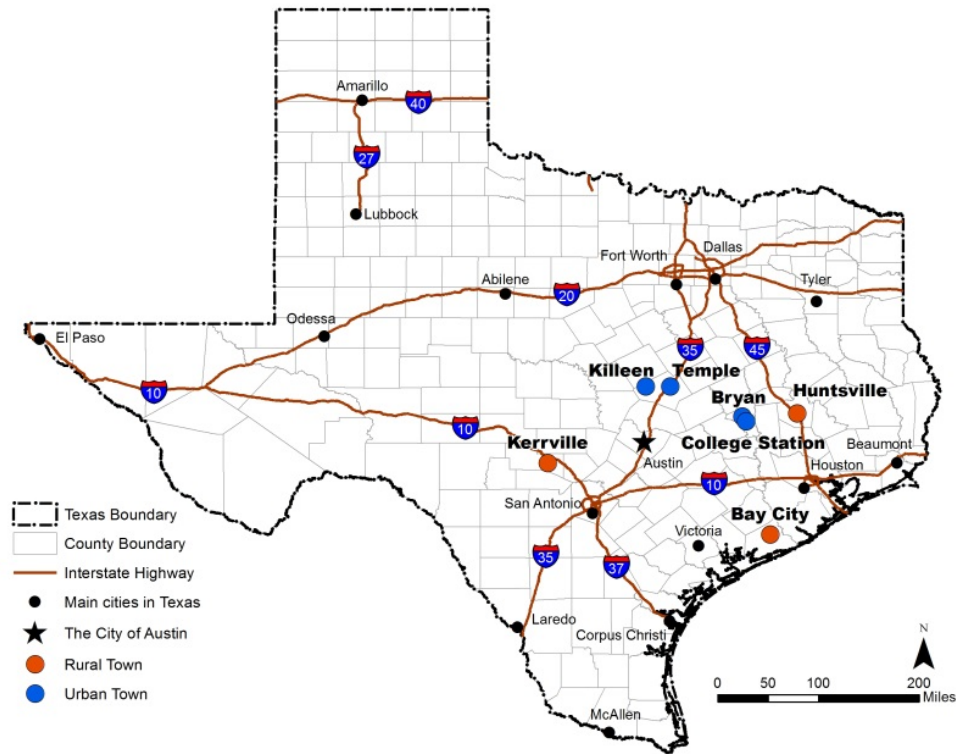 Amarillo
40
27
Lubbock
Fort Worth
Dallas
Abilene
20
Tyler
Odessa
El Paso
35
45
Killeen
Temple
10
Bryan
Huntsville
10
Kerrville
College Station
Beaumont
Austin
Houston
10
San Antonio
Bay City
Victoria
35
37
Laredo
Corpus Christi
McAllen
Texas Boundary
County Boundary
Interstate Highway
Main cities in Texas
The City of Austin
Rural Town
Urban Town
N
0 50 100 200
Miles